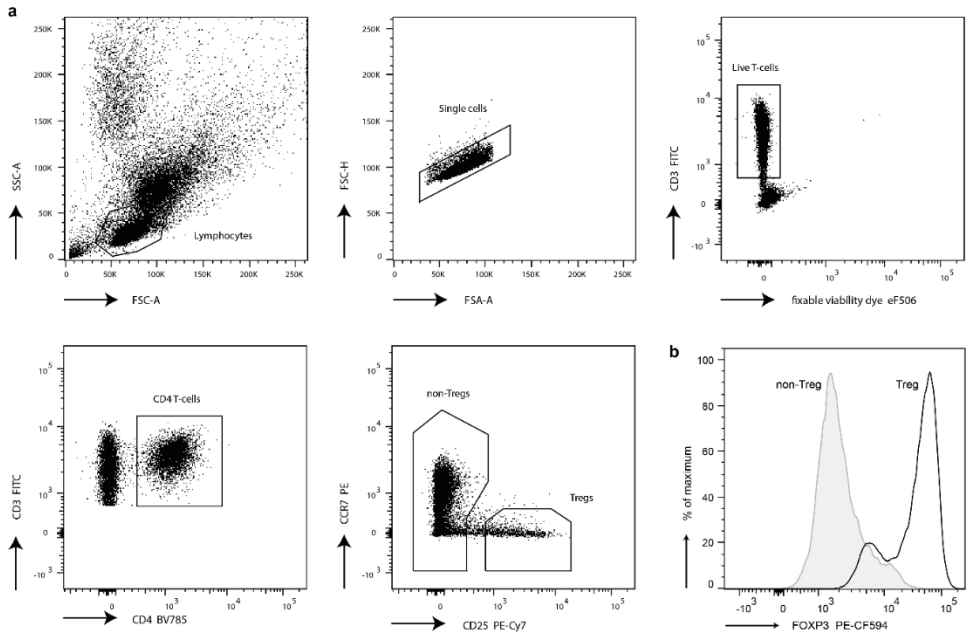 a
250K
200K
150K
100K
50K
0
SSC-A
Lymphocytes
0 50K 100K 150K 200K 250K
FSC-A
250K
200K
150K
100K
50K
0
FSC-H
Single cells
0 50K 100K 150K 200K 250K
FSA-A
10^5
10^4
10^3
0
-10^3
CD3 FITC
Live T-cells
0 10^3 10^4 10^5
fixable viability dye eF506
10^5
10^4
10^3
0
-10^3
CD3 FITC
CD4 T-cells
0 10^3 10^4 10^5
CD4 BV785
10^5
10^4
10^3
0
-10^3
CCR7 PE
non-Tregs
Tregs
0 10^3 10^4 10^5
CD25 PE-Cy7
b
100
80
60
40
20
0
% of maximum
non-Treg
Treg
-10^3 0 10^3 10^4 10^5
FOXP3 PE-CF594